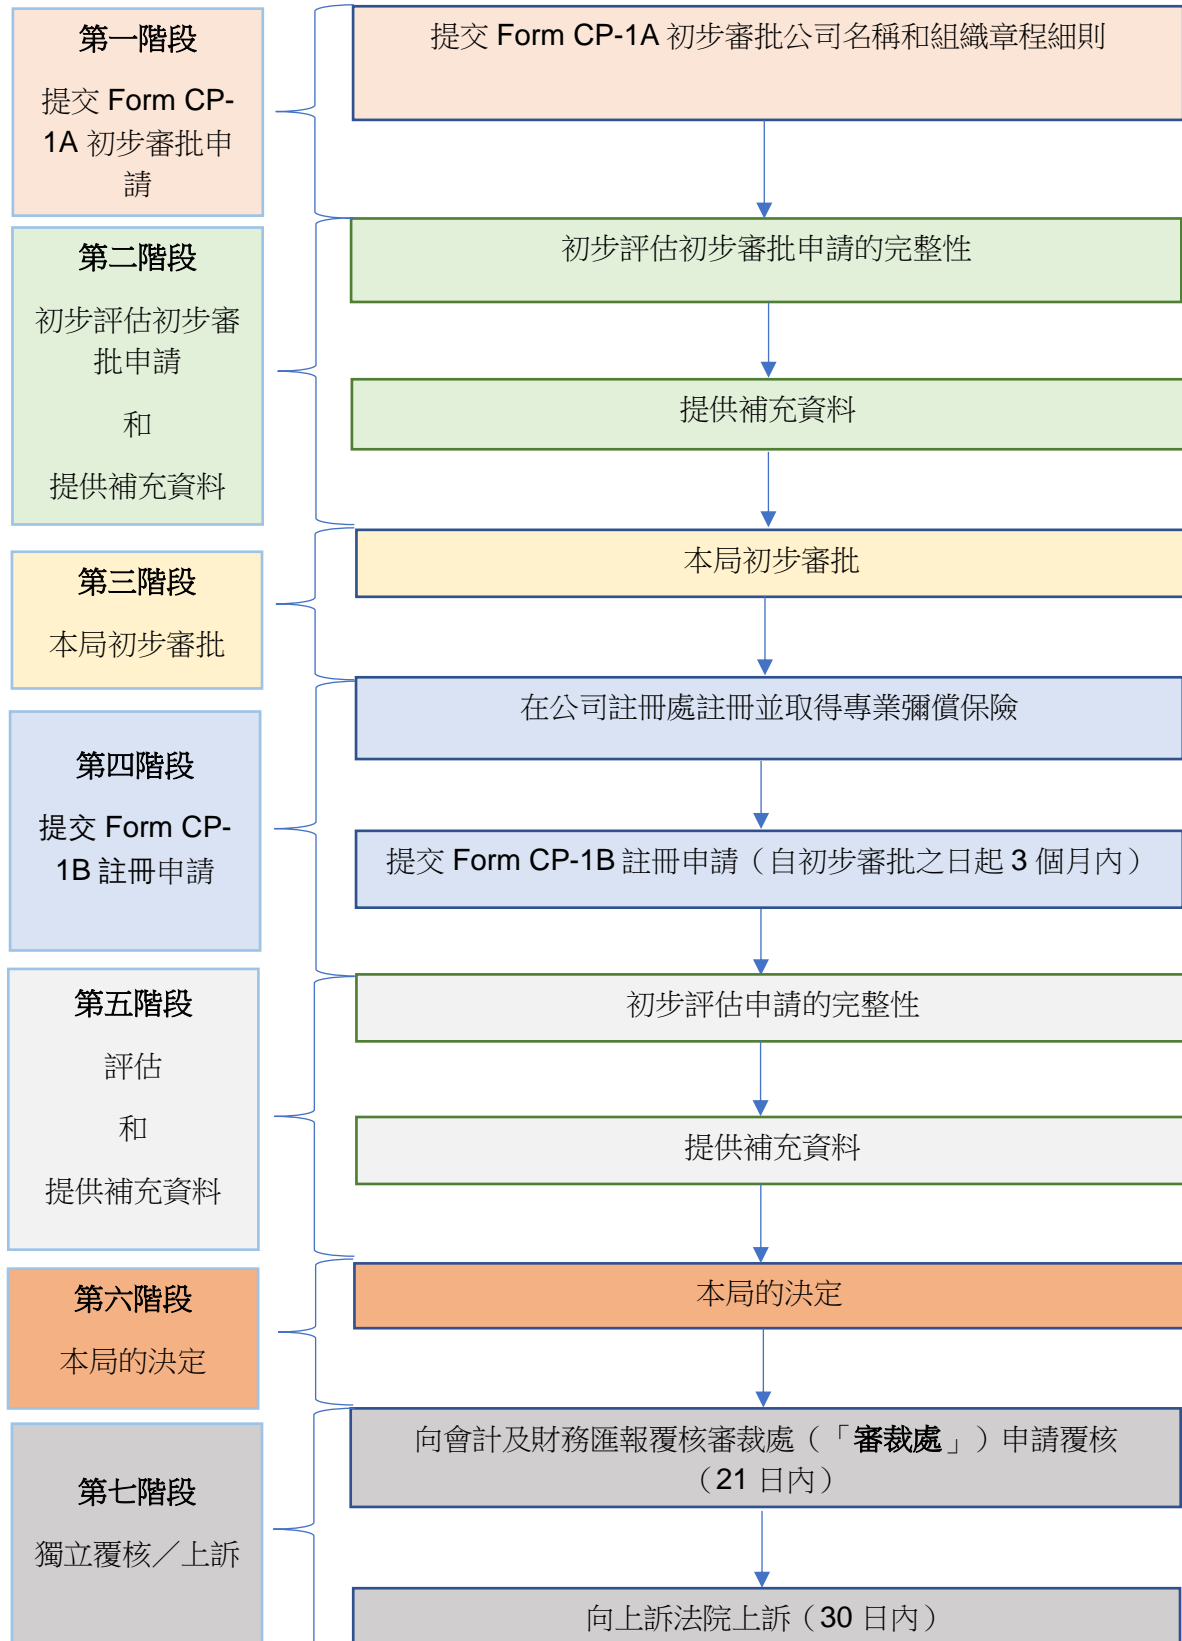 第一階段
提交 Form CP-
1A 初步審批申
請
提交 Form CP-1A 初步審批公司名稱和組織章程細則
第二階段
初步評估初步審
批申請
和
提供補充資料
初步評估初步審批申請的完整性
提供補充資料
第三階段
本局初步審批
本局初步審批
第四階段
提交 Form CP-
1B 註冊申請
在公司註冊處註冊並取得專業彌償保險
提交 Form CP-1B 註冊申請（自初步審批之日起 3 個月內）
第五階段
評估
和
提供補充資料
初步評估申請的完整性
提供補充資料
第六階段
本局的決定
本局的決定
第七階段
獨立覆核／上訴
向會計及財務匯報覆核審裁處（「審裁處」）申請覆核
（21 日內）
向上訴法院上訴（30 日內）